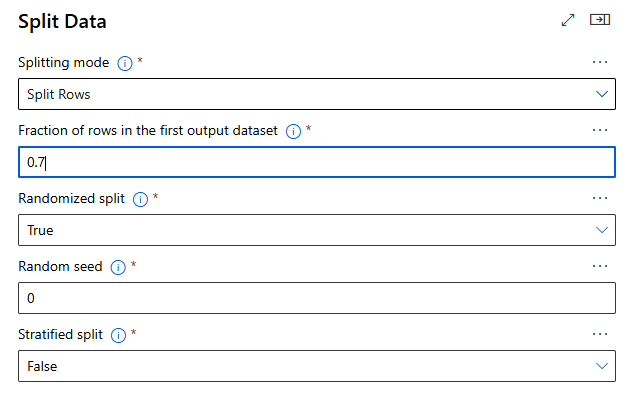 Split Data
Splitting mode *
Split Rows
Fraction of rows in the first output dataset *
0.7
Randomized split *
True
Random seed *
0
Stratified split *
False